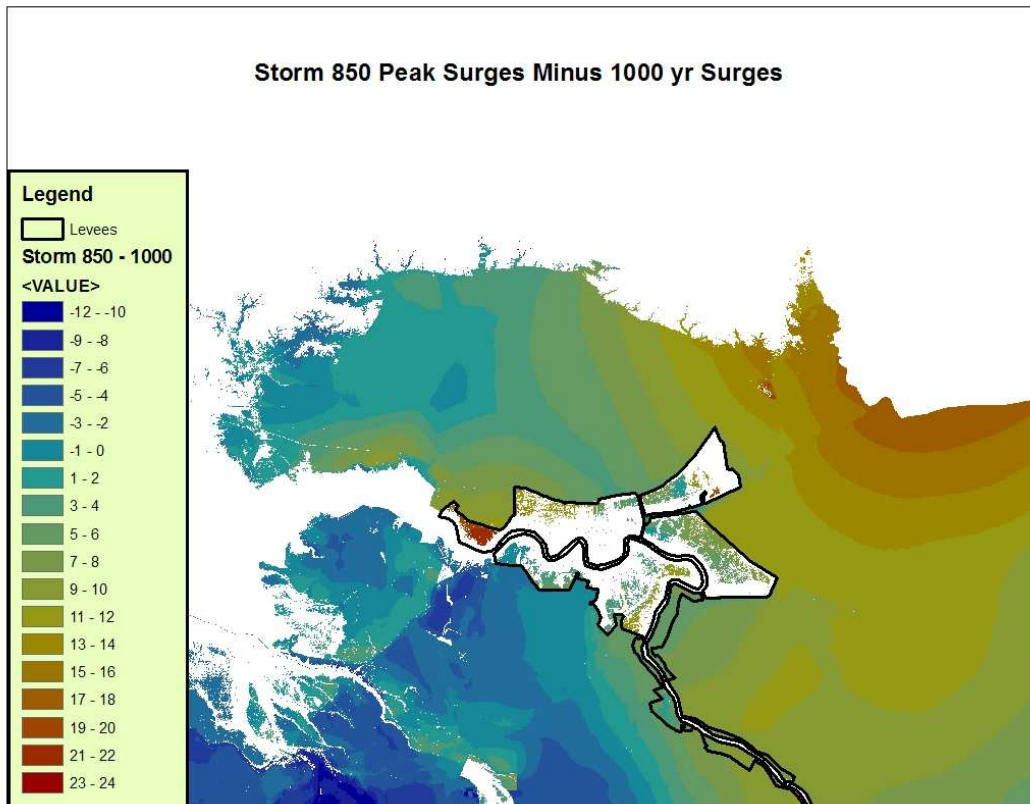 Storm 850 Peak Surges Minus 1000 yr Surges
Legend
Levees
Storm 850 - 1000
<VALUE>
-12 - -10
-9 - -8
-7 - -6
-5 - -4
-3 - -2
-1 - 0
1 - 2
3 - 4
5 - 6
7 - 8
9 - 10
11 - 12
13 - 14
15 - 16
17 - 18
19 - 20
21 - 22
23 - 24